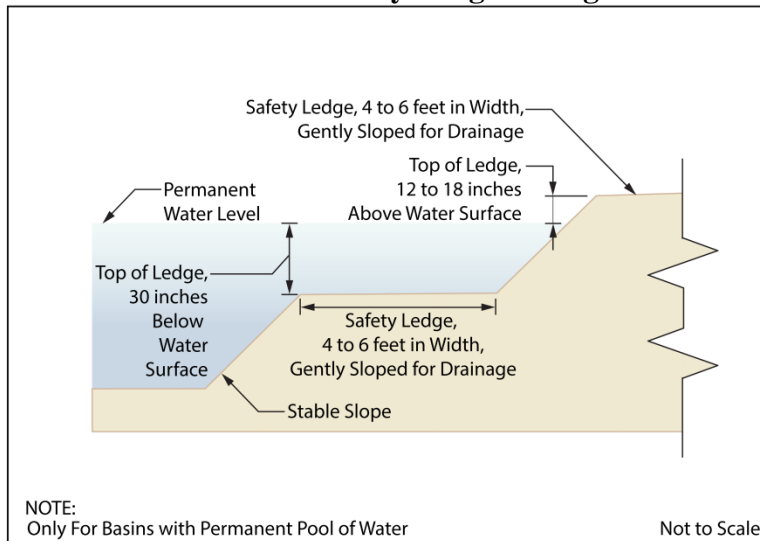 Safety Ledge, 4 to 6 feet in Width,
Gently Sloped for Drainage
Top of Ledge,
12 to 18 inches
Above Water Surface
Permanent
Water Level
Top of Ledge,
30 inches
Below
Water
Surface
Safety Ledge,
4 to 6 feet in Width,
Gently Sloped for Drainage
Stable Slope
NOTE:
Only For Basins with Permanent Pool of Water
Not to Scale